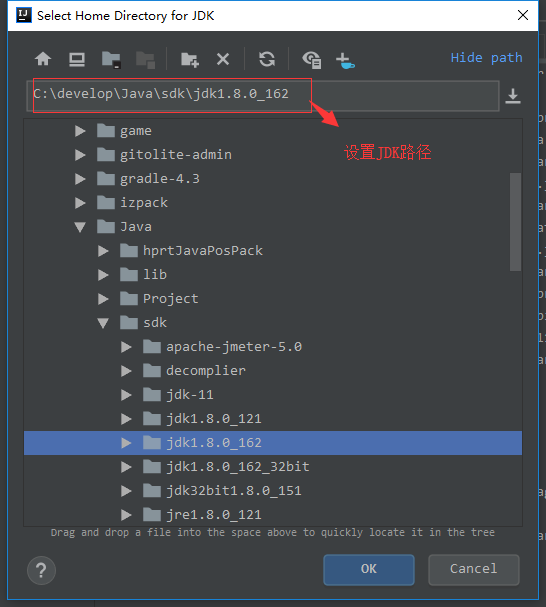 Select Home Directory for JDK
Hide path
C:\develop\Java\sdk\jdk1.8.0_162
设置JDK路径
game
gitolite-admin
gradle-4.3
izpack
Java
hprtJavaPosPack
lib
Project
sdk
apache-jmeter-5.0
decomplier
jdk-11
jdk1.8.0_121
jdk1.8.0_162
jdk1.8.0_162_32bit
jdk32bit1.8.0_151
jre1.8.0_121
Drag and drop a file into the space above to quickly locate it in the tree
?
OK
Cancel